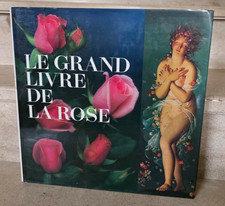 LE GRAND
LIVRE
DE
LA ROSE